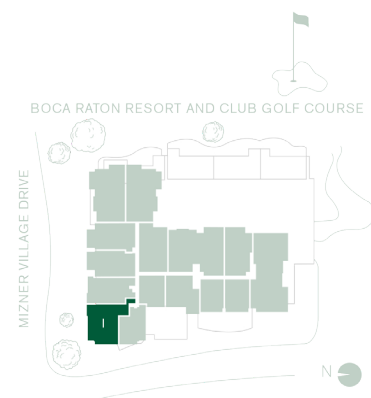 BOCA RATON RESORT AND CLUB GOLF COURSE
MIZNER VILLAGE DRIVE
I
N